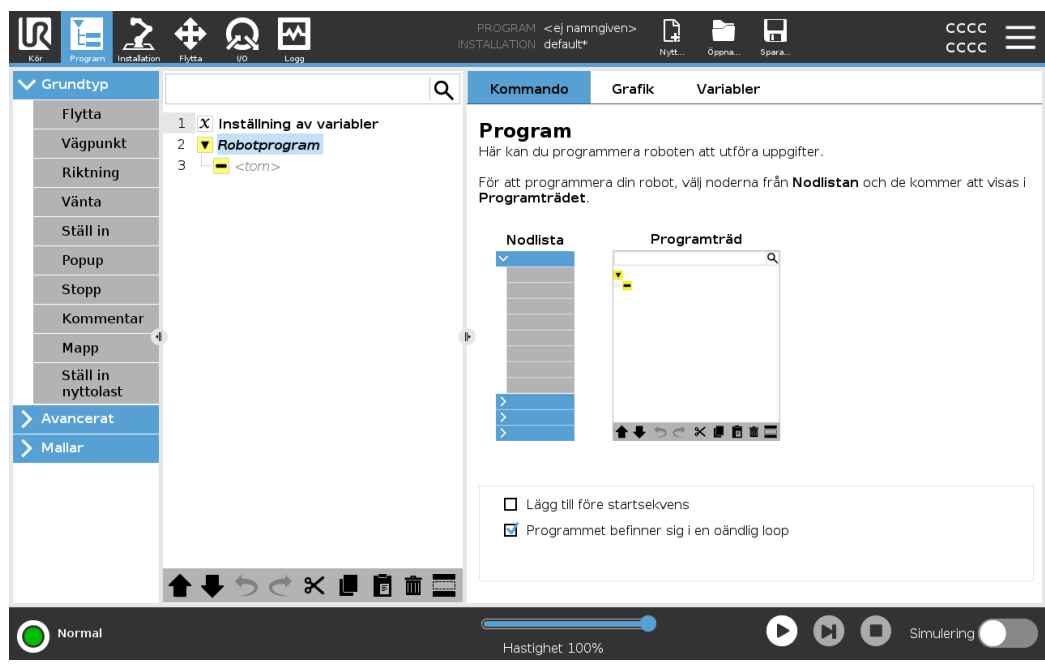 UR
Kör
Program
Installation
Flytta
I/O
Logg
PROGRAM <ej namngiven>
INSTALLATION default*
Nytt...
Öppna...
Spara...
cccc
cccc
Grundtyp
Flytta
Vägpunkt
Riktning
Vänta
Ställ in
Popup
Stopp
Kommentar
Mapp
Ställ in
nyttolast
Avancerat
Mallar
1 X Inställning av variabler
2 Robotprogram
3 <tom>
Kommando
Grafik
Variabler
Program
Här kan du programmera roboten att utföra uppgifter.
För att programmera din robot, välj noderna från Nodlistan och de kommer att visas i
Programträdet.
Nodlista
Programträd
Lägg till före startsekvens
Programmet befinner sig i en oändlig loop
Normal
Hastighet 100%
Simulering